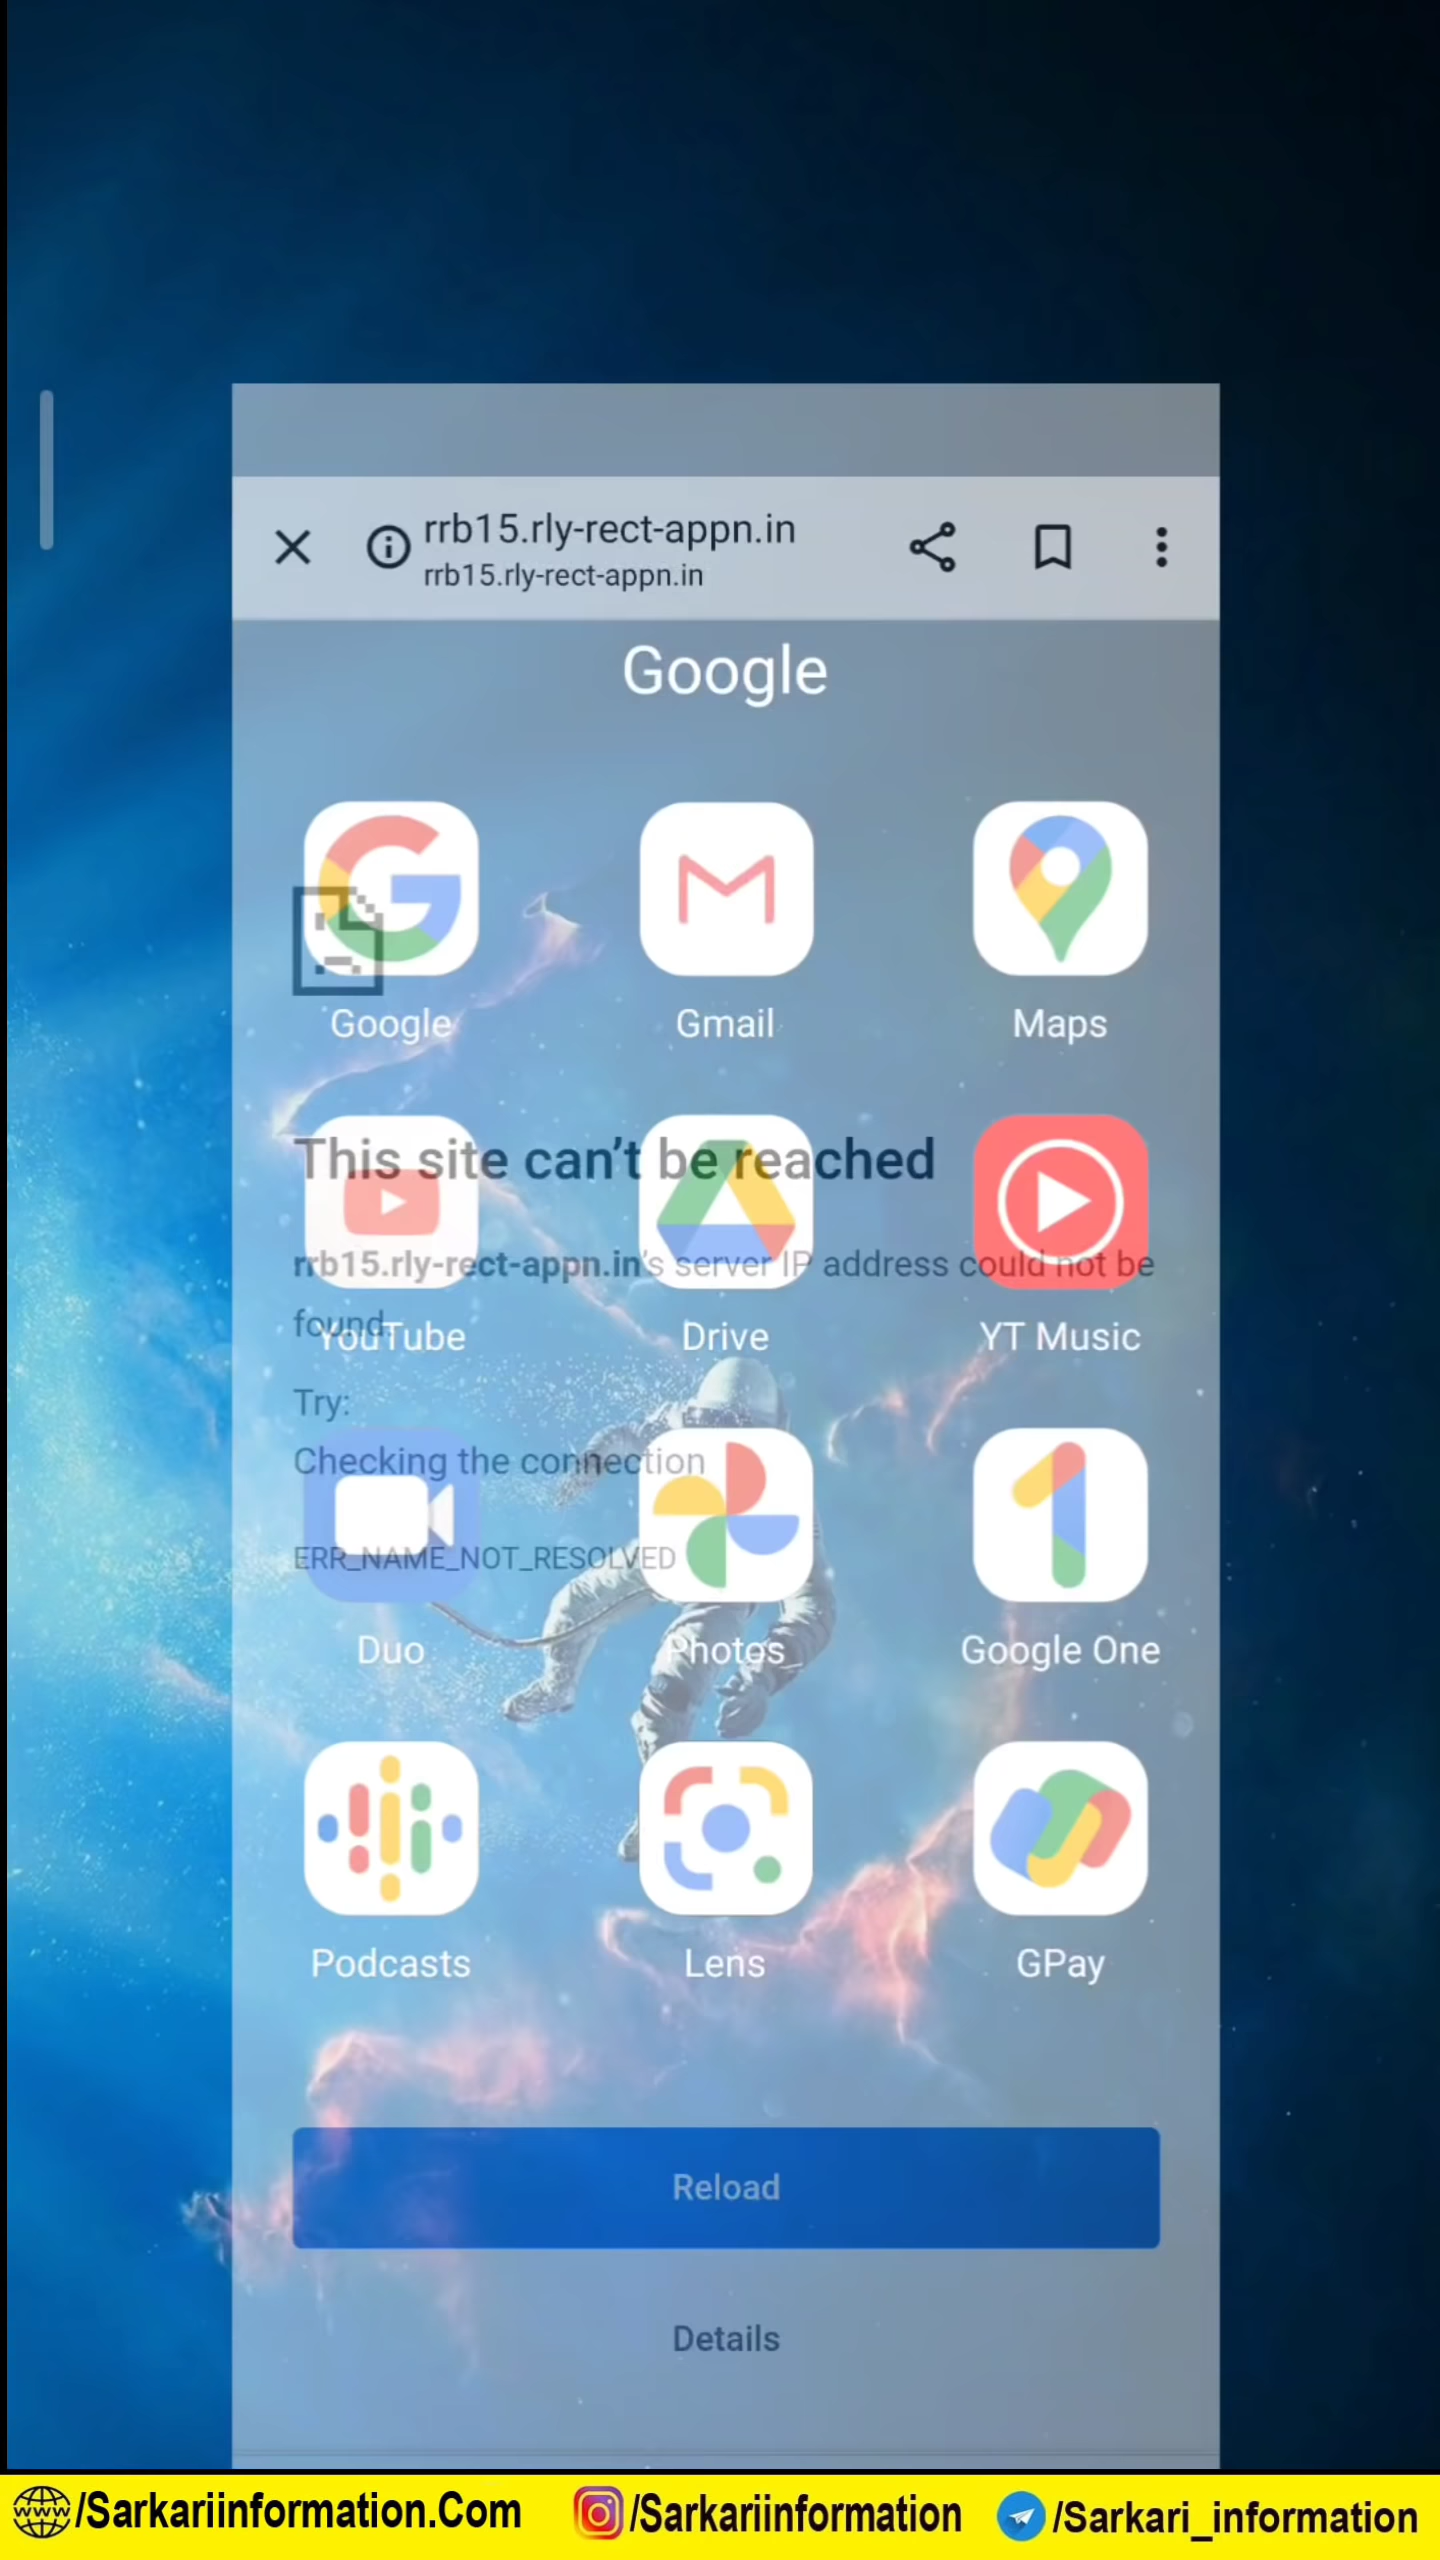 rrb15.rly-rect-appn.in
rrb15.rly-rect-appn.in
Google
Google
Gmail
Maps
This site can't be reached
rrb15.rly-rect-appn.in's server IP address could not be
found.
YouTube
Drive
YT Music
Try:
Checking the connection
ERR_NAME_NOT_RESOLVED
Duo
Photos
Google One
Podcasts
Lens
GPay
Reload
Details
www
/Sarkariinformation.Com
/Sarkariinformation
/Sarkari_information